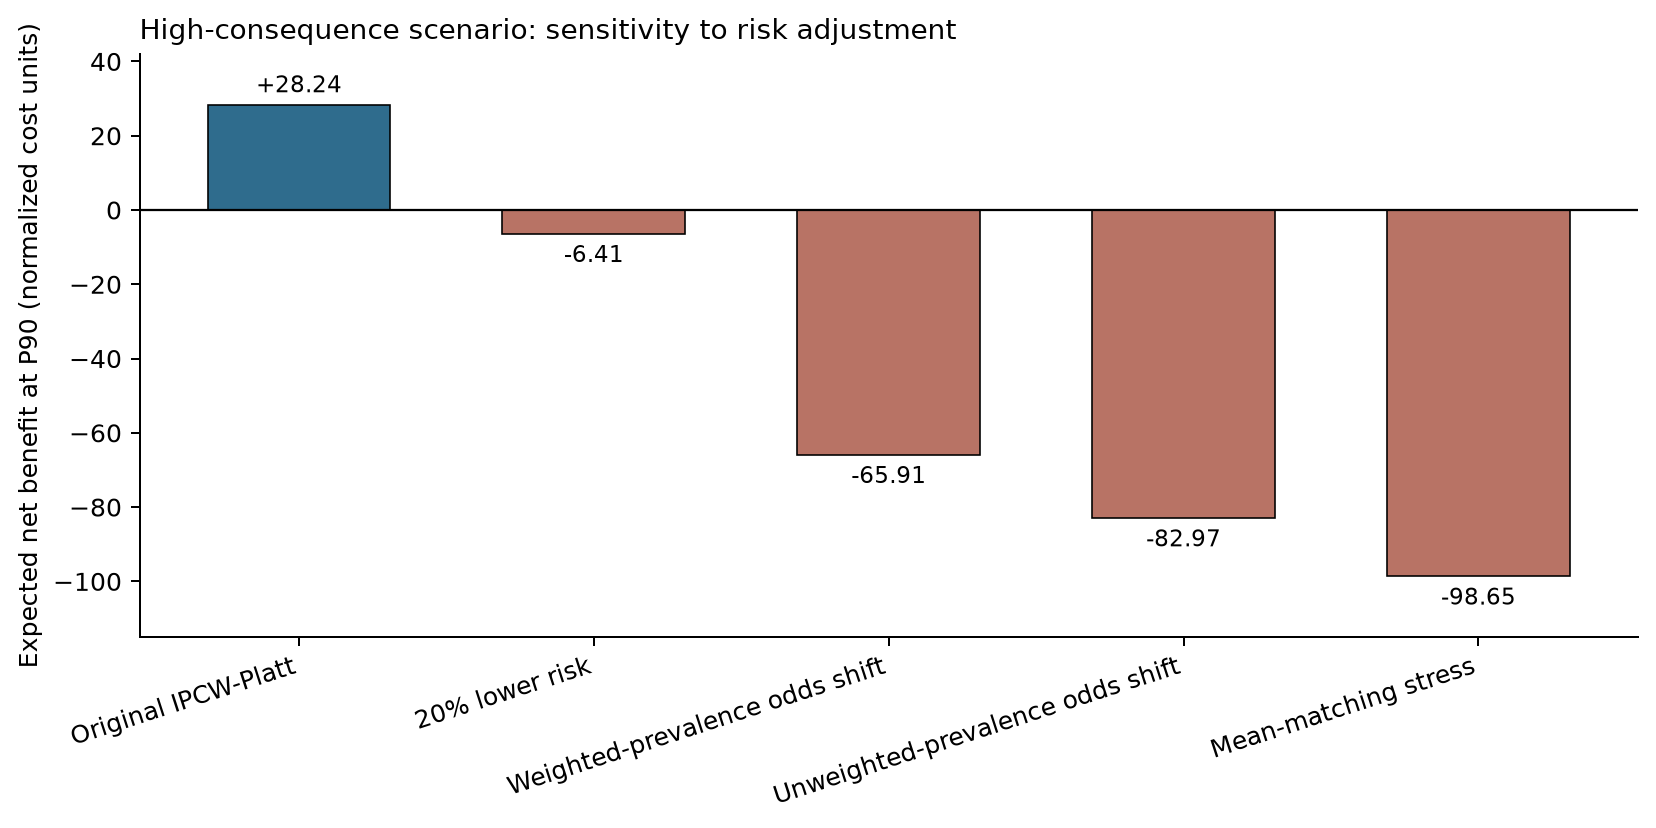 High-consequence scenario: sensitivity to risk adjustment
Expected net benefit at P90 (normalized cost units)
40
20
0
−20
−40
−60
−80
−100
+28.24
-6.41
-65.91
-82.97
-98.65
Original IPCW-Platt
20% lower risk
Weighted-prevalence odds shift
Unweighted-prevalence odds shift
Mean-matching stress